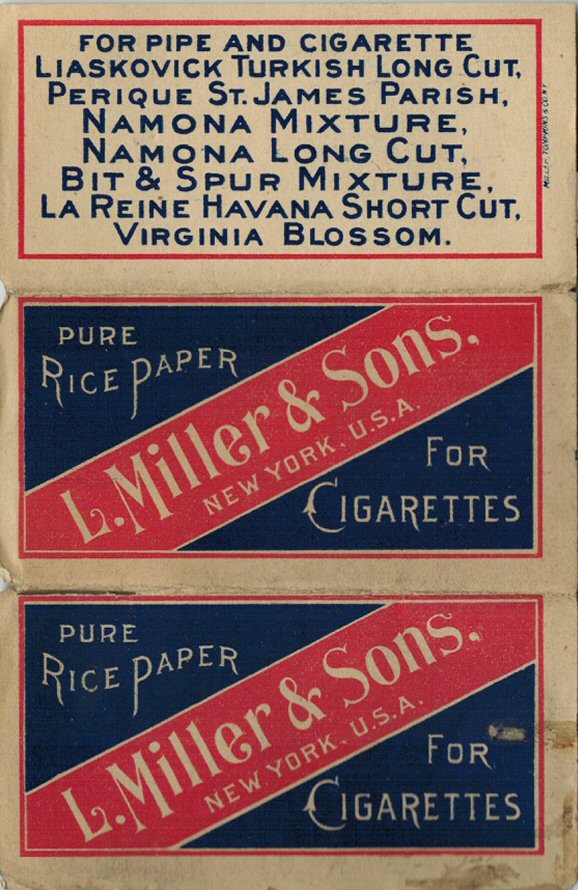 FOR PIPE AND CIGARETTE
LIASKOVICK TURKISH LONG CUT,
PERIQUE ST. JAMES PARISH,
NAMONA MIXTURE,
NAMONA LONG CUT,
BIT & SPUR MIXTURE,
LA REINE HAVANA SHORT CUT,
VIRGINIA BLOSSOM.
PURE
RICE PAPER
L. Miller & Sons.
NEW YORK. U.S.A.
FOR
CIGARETTES
PURE
RICE PAPER
L. Miller & Sons.
NEW YORK. U.S.A.
FOR
CIGARETTES